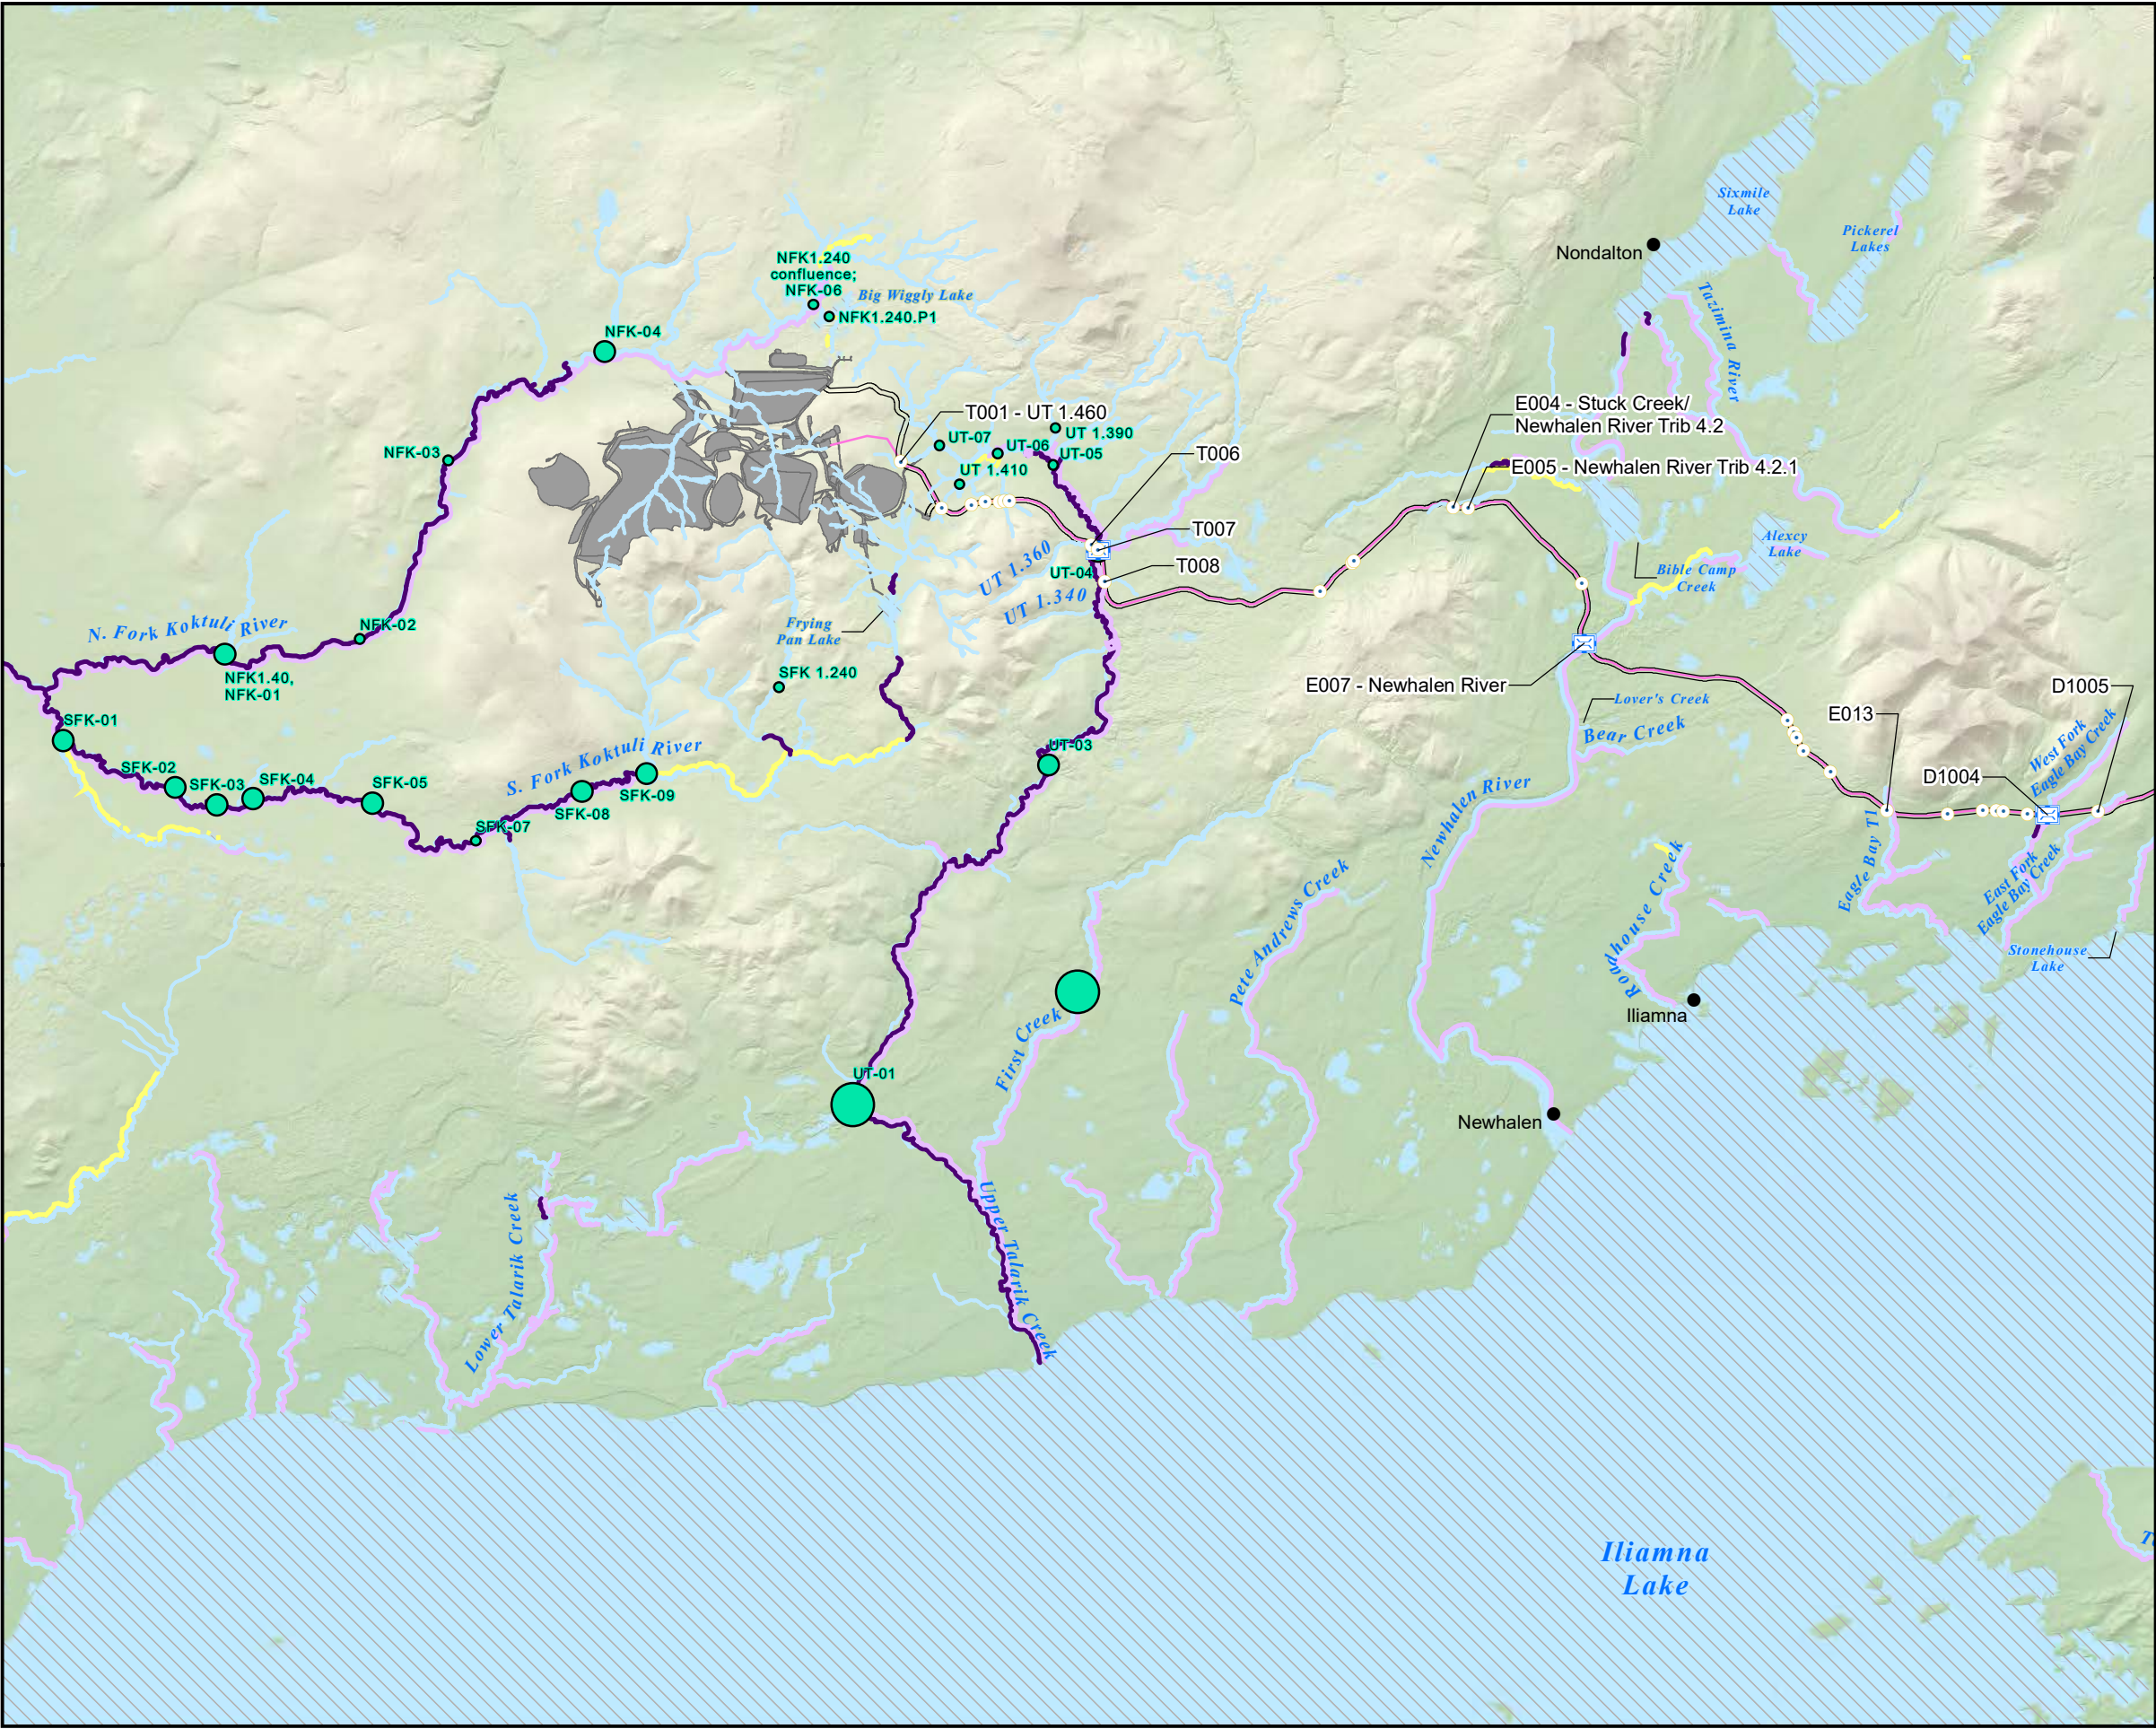 Sixmile
Lake
Pickerel
Lakes
Nondalton
NFK1.240
confluence;
NFK-06
Big Wiggly Lake
NFK1.240.P1
Tazimina River
NFK-04
T001 - UT 1.460
E004 - Stuck Creek/
Newhalen River Trib 4.2
UT 1.390
UT-07
UT-06
UT-05
NFK-03
T006
UT 1.410
E005 - Newhalen River Trib 4.2.1
T007
Alexcy
Lake
UT 1.360
T008
UT-04
Bible Camp
Creek
UT 1.340
N. Fork Koktuli River
NFK-02
Frying
Pan Lake
SFK 1.240
NFK1.40,
NFK-01
E007 - Newhalen River
D1005
Lover's Creek
E013
SFK-01
Bear Creek
West Fork
Eagle Bay Creek
UT-03
S. Fork Koktuli River
SFK-02
SFK-03
SFK-04
SFK-05
D1004
SFK-09
SFK-08
SFK-07
Newhalen River
Eagle Bay T1
East Fork
Eagle Bay Creek
Pete Andrews Creek
Roadhouse Creek
Stonehouse
Lake
Iliamna
First Creek
UT-01
Newhalen
Upper Talarik Creek
Lower Talarik Creek
Iliamna
Lake